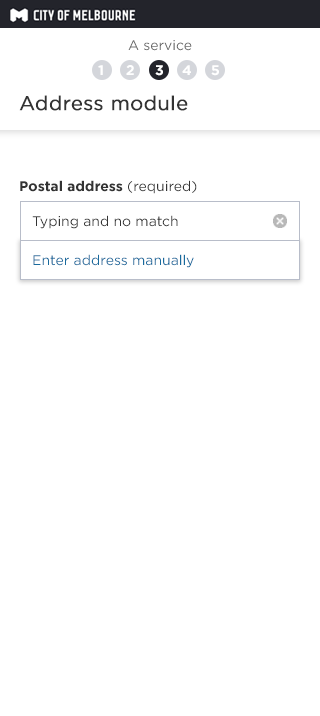 CITY OF MELBOURNE
A service
1 2 3 4 5
Address module
Postal address (required)
Typing and no match
Enter address manually